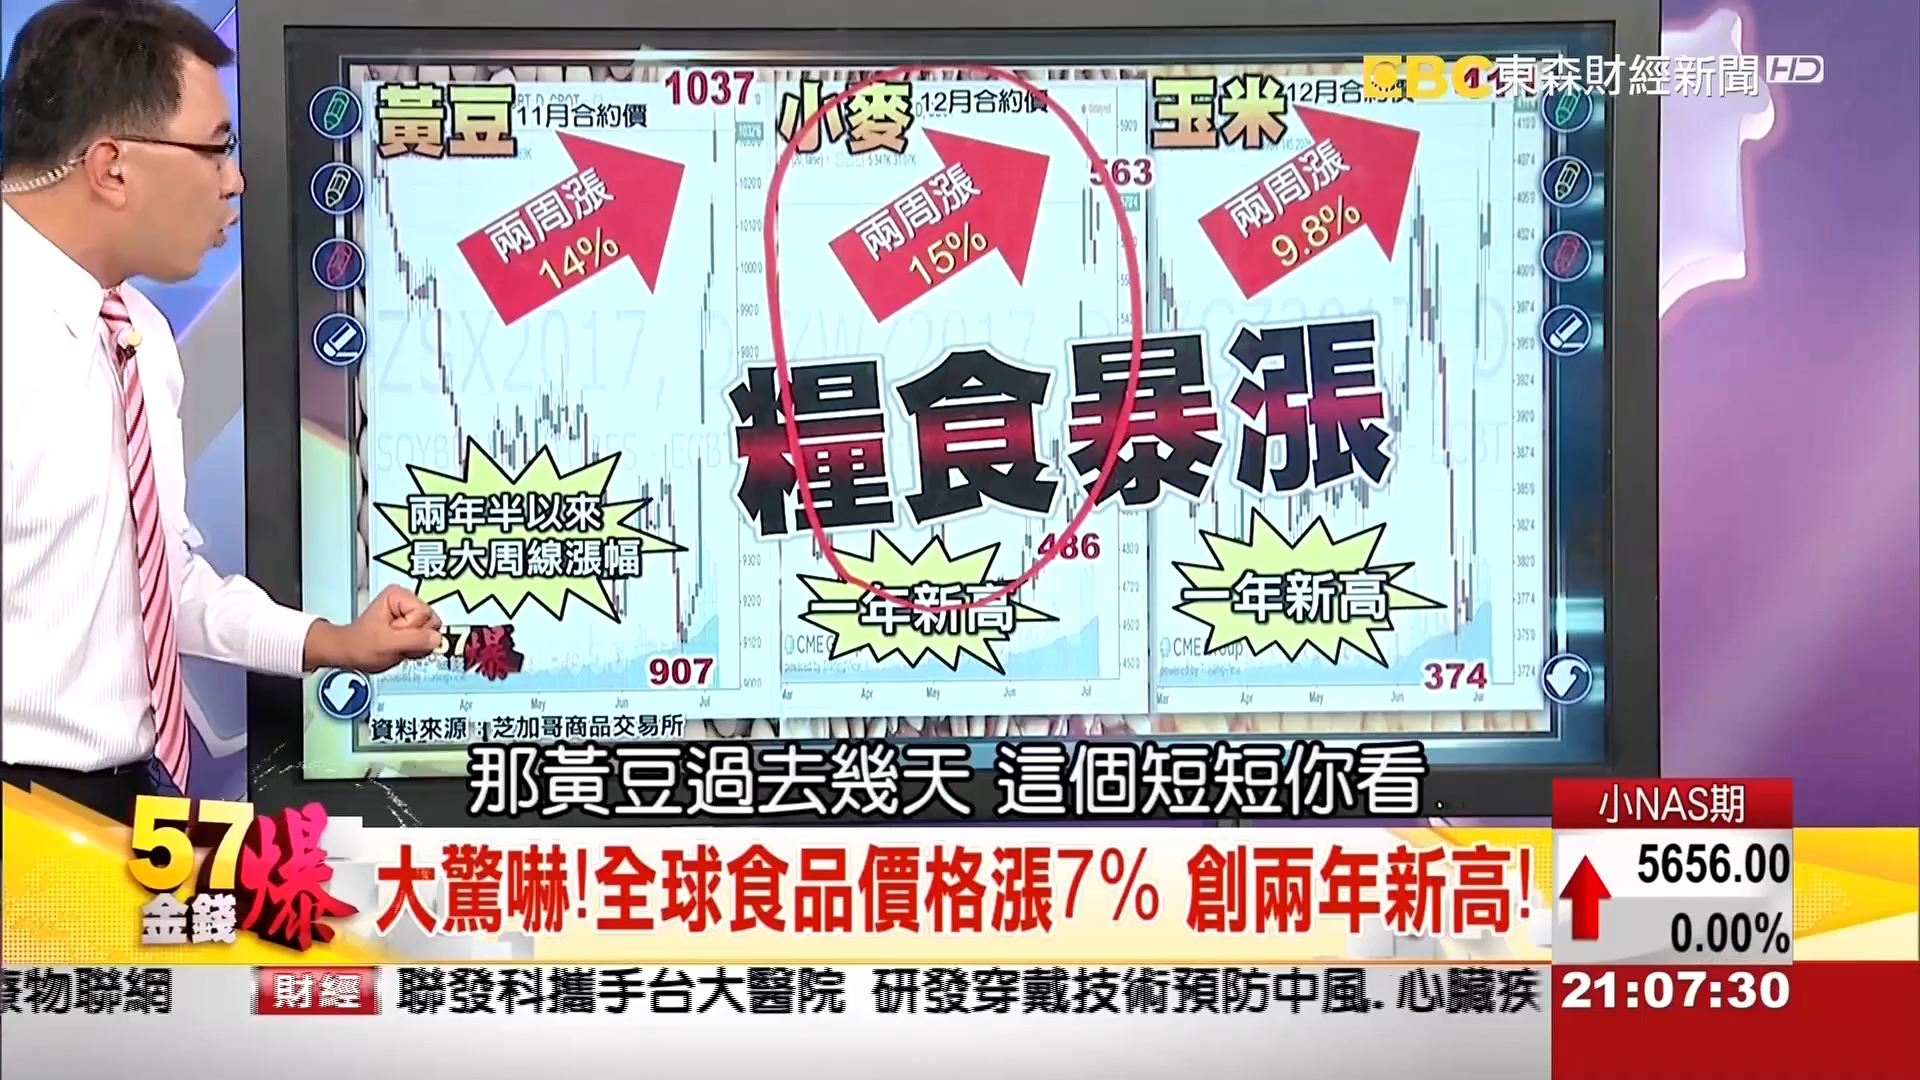 EBC東森財經新聞HD
黃豆
11月合約價
1037
兩周漲
14%
兩年半以來
最大周線漲幅
907
小麥
12月合約價
563
兩周漲
15%
486
一年新高
玉米
12月合約價
兩周漲
9.8%
一年新高
374
糧食暴漲
資料來源：芝加哥商品交易所
那黃豆過去幾天 這個短短你看
57金錢爆
大驚嚇!全球食品價格漲7% 創兩年新高!
小NAS期
5656.00
0.00%
物聯網
財經
聯發科攜手台大醫院 研發穿戴技術預防中風.心臟疾
21:07:30